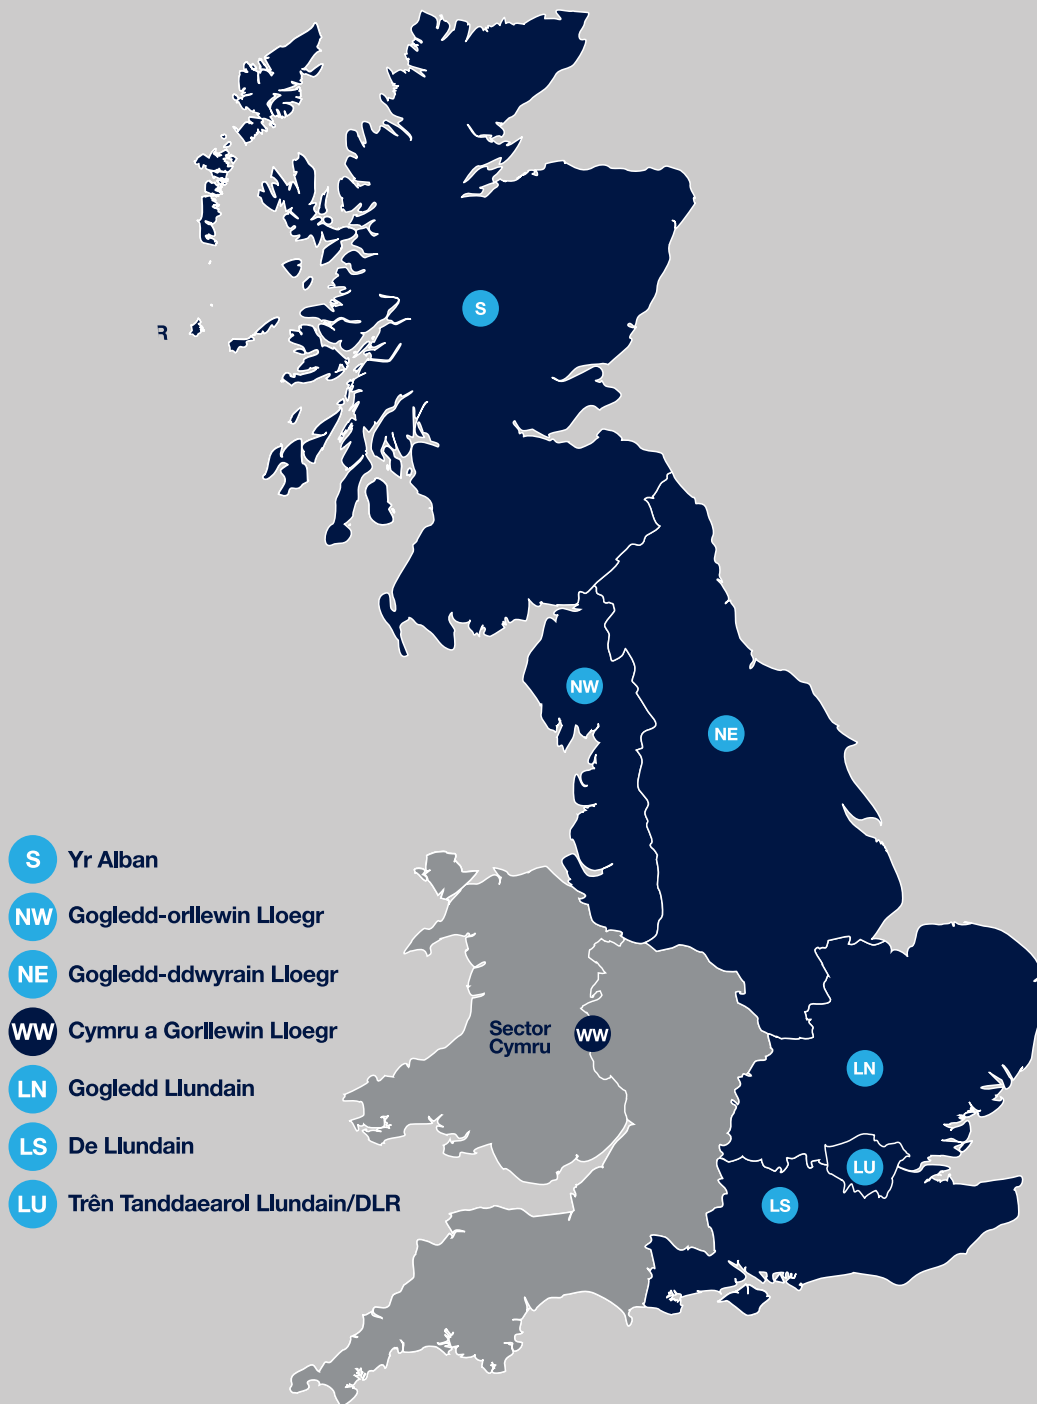 S
R
NW
NE
S Yr Alban
NW Gogledd-orllewin Lloegr
NE Gogledd-ddwyrain Lloegr
WW Cymru a Gorllewin Lloegr
LN Gogledd Llundain
LS De Llundain
LU Trên Tanddaearol Llundain/DLR
Sector
Cymru
WW
LN
LU
LS